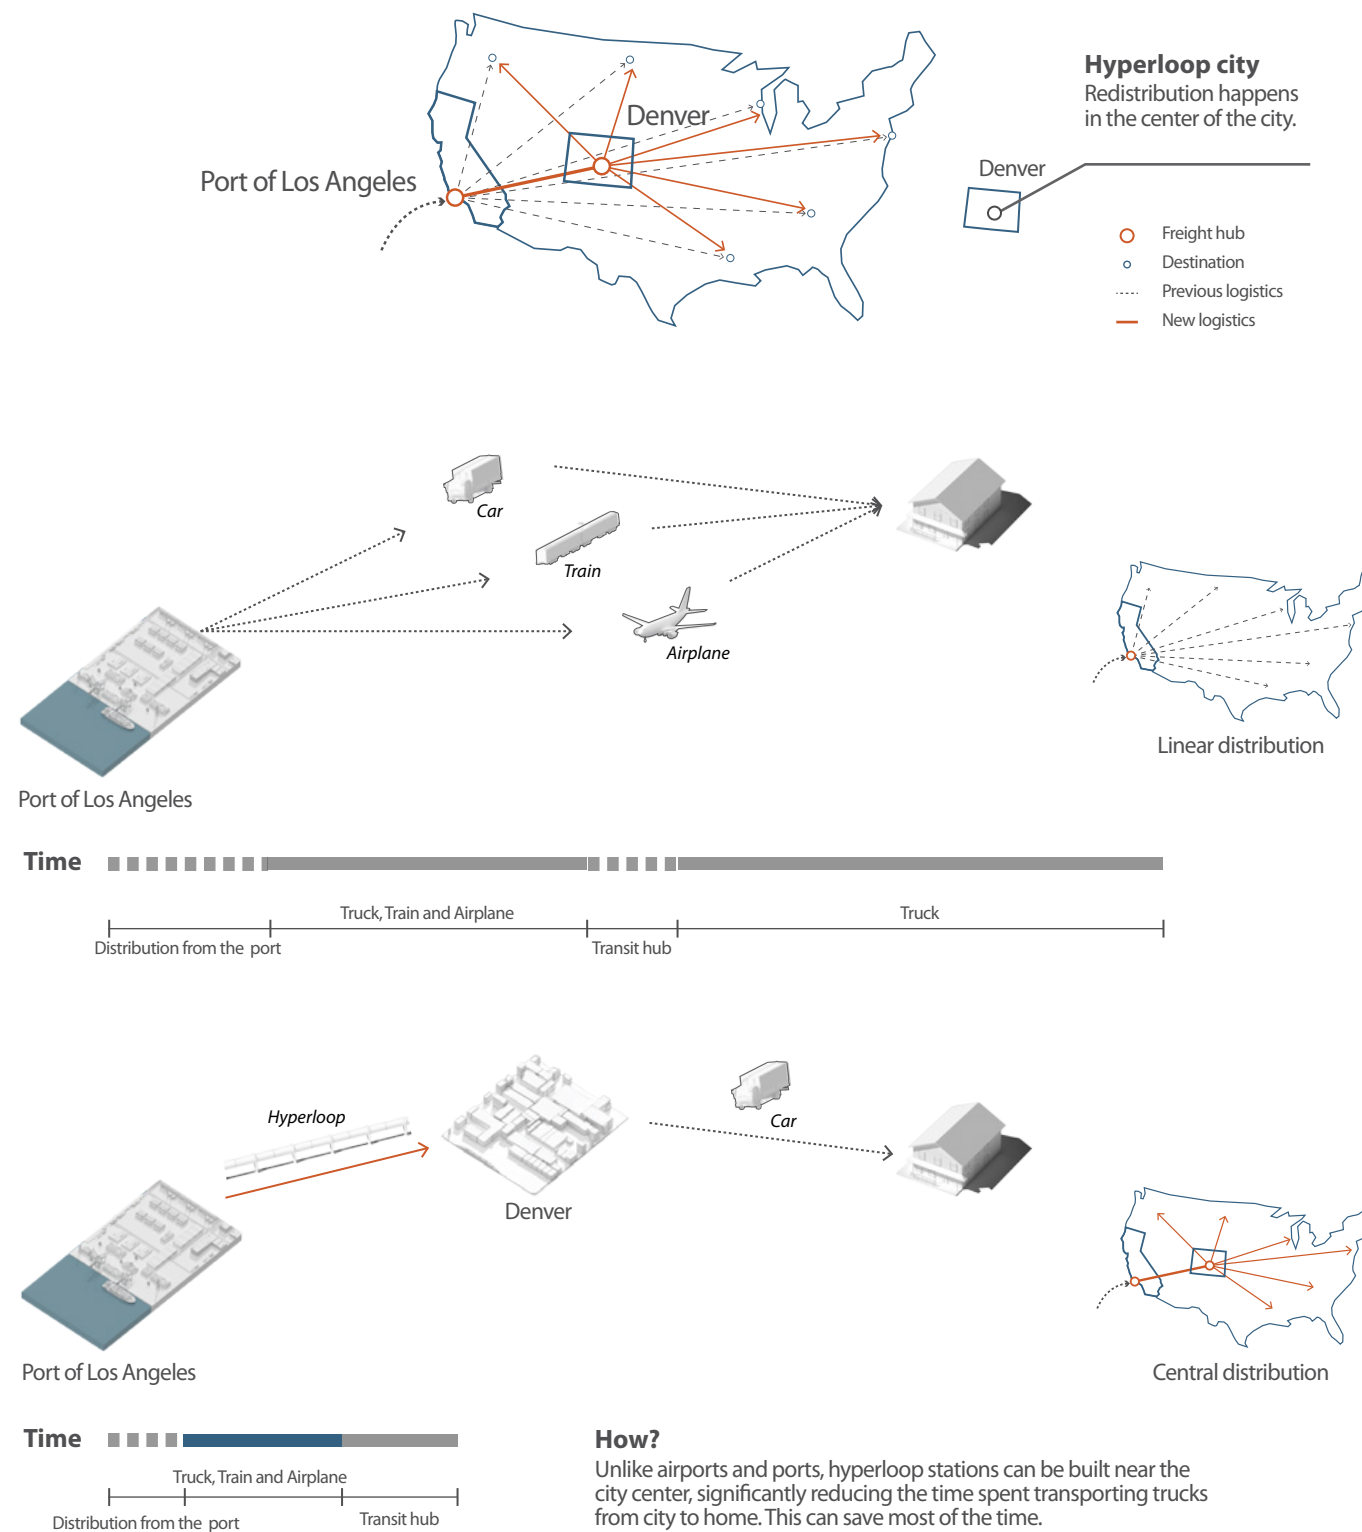 Hyperloop city
Redistribution happens
in the center of the city.
Denver
Port of Los Angeles
Denver
Freight hub
Destination
Previous logistics
New logistics
Car
Train
Airplane
Linear distribution
Port of Los Angeles
Time
Truck, Train and Airplane
Truck
Distribution from the port
Transit hub
Hyperloop
Car
Denver
Port of Los Angeles
Central distribution
Time
Truck, Train and Airplane
Distribution from the port
Transit hub
How?
Unlike airports and ports, hyperloop stations can be built near the
city center, significantly reducing the time spent transporting trucks
from city to home. This can save most of the time.